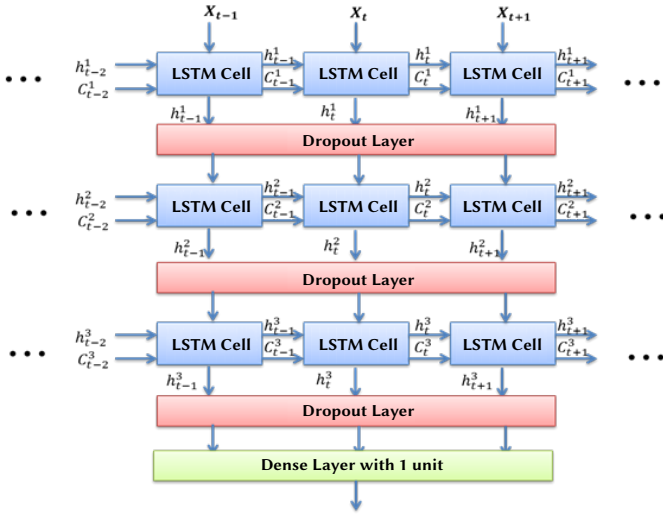 X_{t-1} X_t X_{t+1}
h^1_{t-2} h^1_{t-1} h^1_t h^1_{t+1}
••• LSTM Cell LSTM Cell LSTM Cell •••
C^1_{t-2} C^1_{t-1} C^1_t C^1_{t+1}
h^1_{t-1} h^1_t h^1_{t+1}
Dropout Layer
h^2_{t-2} h^2_{t-1} h^2_t h^2_{t+1}
••• LSTM Cell LSTM Cell LSTM Cell •••
C^2_{t-2} C^2_{t-1} C^2_t C^2_{t+1}
h^2_{t-1} h^2_t h^2_{t+1}
Dropout Layer
h^3_{t-2} h^3_{t-1} h^3_t h^3_{t+1}
••• LSTM Cell LSTM Cell LSTM Cell •••
C^3_{t-2} C^3_{t-1} C^3_t C^3_{t+1}
h^3_{t-1} h^3_t h^3_{t+1}
Dropout Layer
Dense Layer with 1 unit